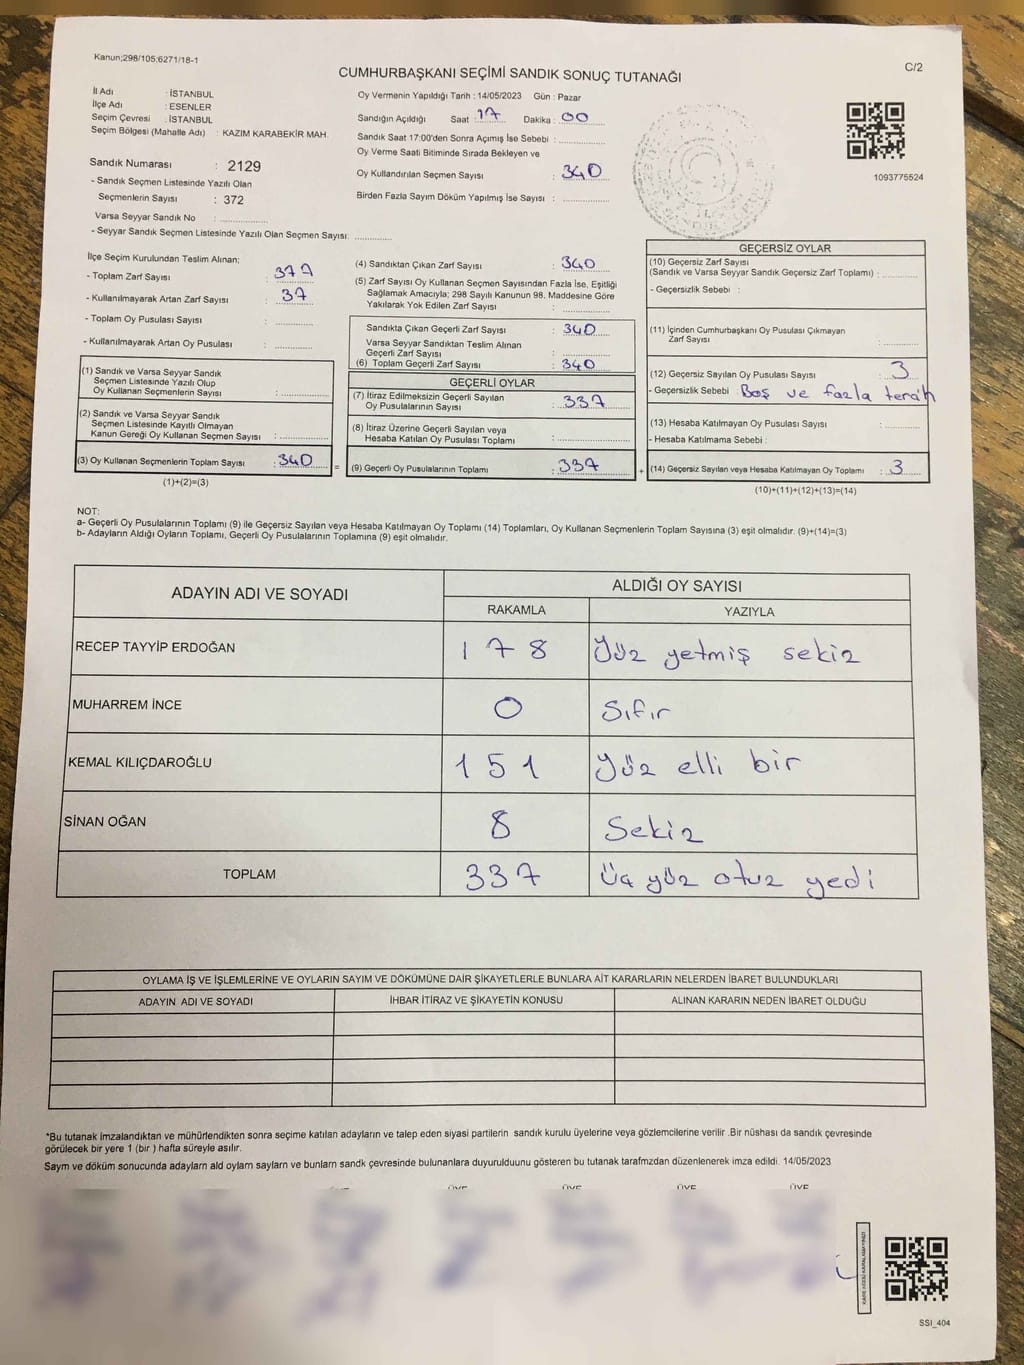 Kanun;298/105;6271/18-1
C/2
CUMHURBAŞKANI SEÇİMİ SANDIK SONUÇ TUTANAĞI
İl Adı : İSTANBUL
İlçe Adı : ESENLER
Seçim Çevresi : İSTANBUL
Seçim Bölgesi (Mahalle Adı) : KAZIM KARABEKİR MAH.
Sandık Numarası : 2129
- Sandık Seçmen Listesinde Yazılı Olan
Seçmenlerin Sayısı : 372
Varsa Seyyar Sandık No :
- Seyyar Sandık Seçmen Listesinde Yazılı Olan Seçmen Sayısı:
Oy Vermenin Yapıldığı Tarih : 14/05/2023 Gün : Pazar
Sandığın Açıldığı Saat : 17 Dakika : 00
Sandık Saat 17:00'den Sonra Açımış İse Sebebi :
Oy Verme Saati Bitiminde Sırada Bekleyen ve
Oy Kullandırılan Seçmen Sayısı : 340
Birden Fazla Sayım Döküm Yapılmış İse Sayısı :
1093775524
İlçe Seçim Kurulundan Teslim Alınan;
- Toplam Zarf Sayısı : 377
- Kullanılmayarak Artan Zarf Sayısı : 37
- Toplam Oy Pusulası Sayısı :
- Kullanılmayarak Artan Oy Pusulası :
(1) Sandık ve Varsa Seyyar Sandık
Seçmen Listesinde Yazılı Olup
Oy Kullanan Seçmenlerin Sayısı :
(2) Sandık ve Varsa Seyyar Sandık
Seçmen Listesinde Kayıtlı Olmayan
Kanun Gereği Oy Kullanan Seçmen Sayısı :
(3) Oy Kullanan Seçmenlerin Toplam Sayısı : 340
(1)+(2)=(3)
(4) Sandıktan Çıkan Zarf Sayısı : 340
(5) Zarf Sayısı Oy Kullanan Seçmen Sayısından Fazla İse, Eşitliği
Sağlamak Amacıyla; 298 Sayılı Kanunun 98. Maddesine Göre
Yakılarak Yok Edilen Zarf Sayısı :
Sandıkta Çıkan Geçerli Zarf Sayısı : 340
Varsa Seyyar Sandıktan Teslim Alınan
Geçerli Zarf Sayısı :
(6) Toplam Geçerli Zarf Sayısı : 340
GEÇERLİ OYLAR
(7) İtiraz Edilmeksizin Geçerli Sayılan
Oy Pusulalarının Sayısı : 337
(8) İtiraz Üzerine Geçerli Sayılan veya
Hesaba Katılan Oy Pusulası Toplamı :
= (9) Geçerli Oy Pusulalarının Toplamı : 337 +
GEÇERSİZ OYLAR
(10) Geçersiz Zarf Sayısı
(Sandık ve Varsa Seyyar Sandık Geçersiz Zarf Toplamı) :
- Geçersizlik Sebebi :
(11) İçinden Cumhurbaşkanı Oy Pusulası Çıkmayan
Zarf Sayısı :
(12) Geçersiz Sayılan Oy Pusulası Sayısı : 3
- Geçersizlik Sebebi : Boş ve fazla tercih
(13) Hesaba Katılmayan Oy Pusulası Sayısı :
- Hesaba Katılmama Sebebi :
(14) Geçersiz Sayılan veya Hesaba Katılmayan Oy Toplamı : 3
(10)+(11)+(12)+(13)=(14)
NOT:
a- Geçerli Oy Pusulalarının Toplamı (9) ile Geçersiz Sayılan veya Hesaba Katılmayan Oy Toplamı (14) Toplamları, Oy Kullanan Seçmenlerin Toplam Sayısına (3) eşit olmalıdır. (9)+(14)=(3)
b- Adayların Aldığı Oyların Toplamı, Geçerli Oy Pusulalarının Toplamına (9) eşit olmalıdır.
ADAYIN ADI VE SOYADI
ALDIĞI OY SAYISI
RAKAMLA YAZIYLA
RECEP TAYYİP ERDOĞAN 178 Yüz yetmiş sekiz
MUHARREM İNCE 0 Sıfır
KEMAL KILIÇDAROĞLU 151 Yüz elli bir
SİNAN OĞAN 8 Sekiz
TOPLAM 337 Üç yüz otuz yedi
OYLAMA İŞ VE İŞLEMLERİNE VE OYLARIN SAYIM VE DÖKÜMÜNE DAİR ŞİKAYETLERLE BUNLARA AİT KARARLARIN NELERDEN İBARET BULUNDUKLARI
ADAYIN ADI VE SOYADI İHBAR İTİRAZ VE ŞİKAYETİN KONUSU ALINAN KARARIN NEDEN İBARET OLDUĞU
*Bu tutanak imzalandıktan ve mühürlendikten sonra seçime katılan adayların ve talep eden siyasi partilerin sandık kurulu üyelerine veya gözlemcilerine verilir .Bir nüshası da sandık çevresinde
görülecek bir yere 1 (bir ) hafta süreyle asılır.
Saym ve döküm sonucunda adaylarn ald oylarn saylarn ve bunlarn sandk çevresinde bulunanlara duyurulduunu gösteren bu tutanak tarafmzdan düzenlenerek imza edildi. 14/05/2023
ÜYE ÜYE ÜYE ÜYE
SSI_404